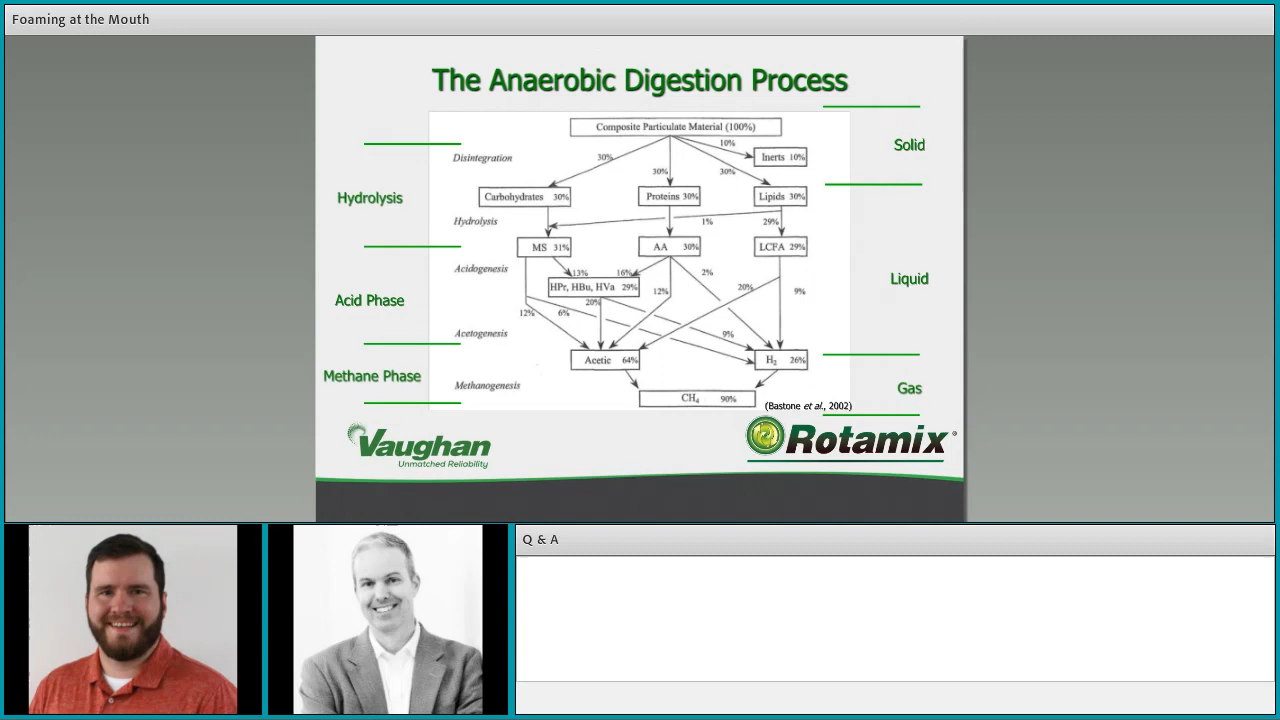 Foaming at the Mouth
The Anaerobic Digestion Process
Composite Particulate Material (100%)
10%
Solid
Disintegration
30%
Inerts 10%
30%
30%
Hydrolysis
Carbohydrates 30%
Proteins 30%
Lipids 30%
Hydrolysis
1%
29%
MS 31%
AA 30%
LCFA 29%
Acidogenesis
13%
16%
2%
Liquid
HPr, HBu, HVa 29%
12%
20%
9%
Acid Phase
20%
12%
6%
Acetogenesis
9%
Acetic 64%
H₂ 26%
Methane Phase
Methanogenesis
Gas
CH₄ 90%
(Bastone et al., 2002)
Vaughan
Unmatched Reliability
Rotamix®
Q & A